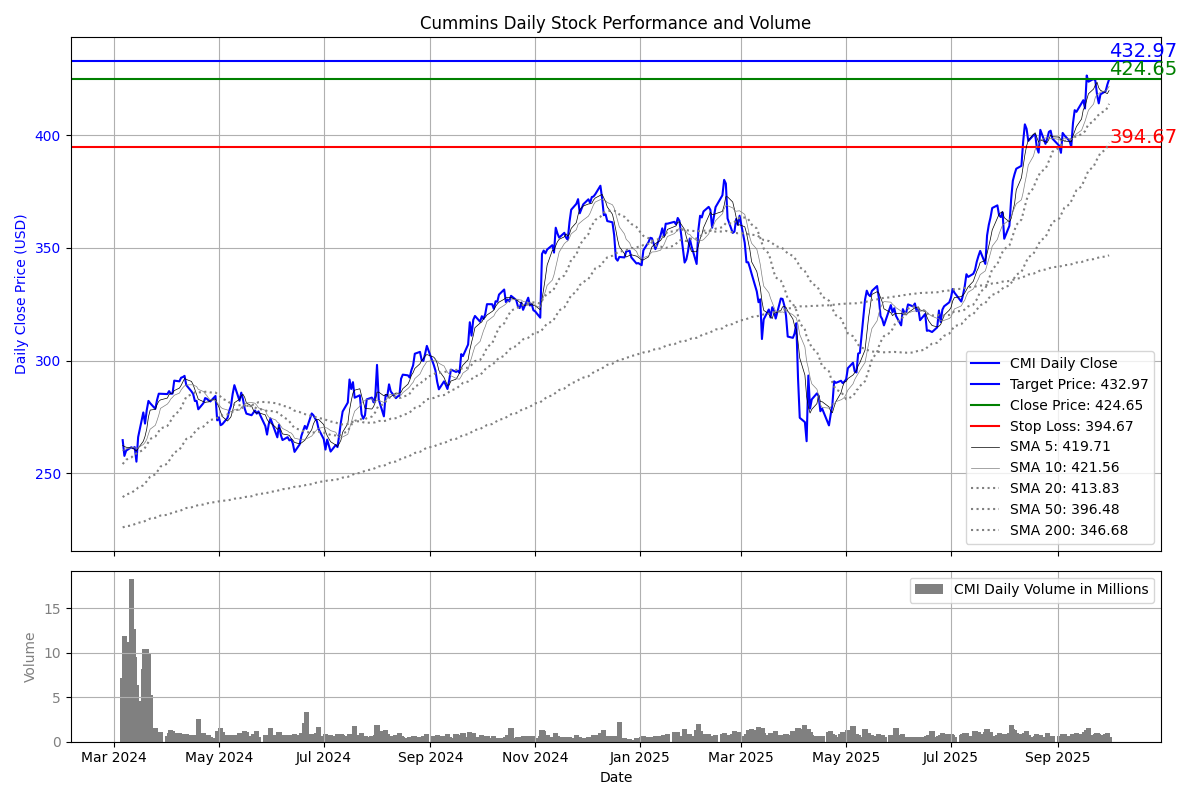 Cummins Daily Stock Performance and Volume
432.97
424.65
400
394.67
350
300
250
Daily Close Price (USD)
CMI Daily Close
Target Price: 432.97
Close Price: 424.65
Stop Loss: 394.67
SMA 5: 419.71
SMA 10: 421.56
SMA 20: 413.83
SMA 50: 396.48
SMA 200: 346.68
CMI Daily Volume in Millions
15
10
5
0
Volume
Mar 2024 May 2024 Jul 2024 Sep 2024 Nov 2024 Jan 2025 Mar 2025 May 2025 Jul 2025 Sep 2025
Date